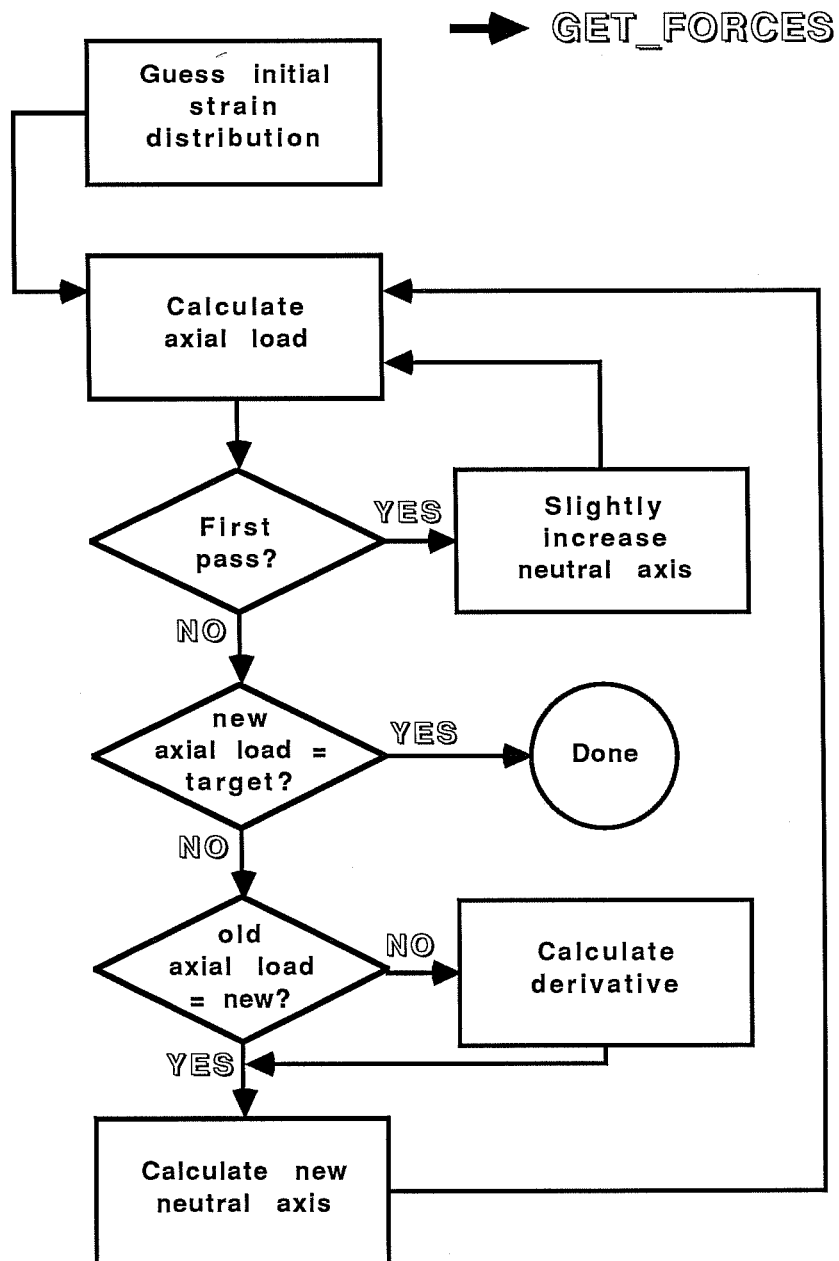 GET_FORCES
Guess initial
strain
distribution
Calculate
axial load
First
pass?
YES
Slightly
increase
neutral axis
NO
new
axial load =
target?
YES
Done
NO
old
axial load
= new?
NO
Calculate
derivative
YES
Calculate new
neutral axis